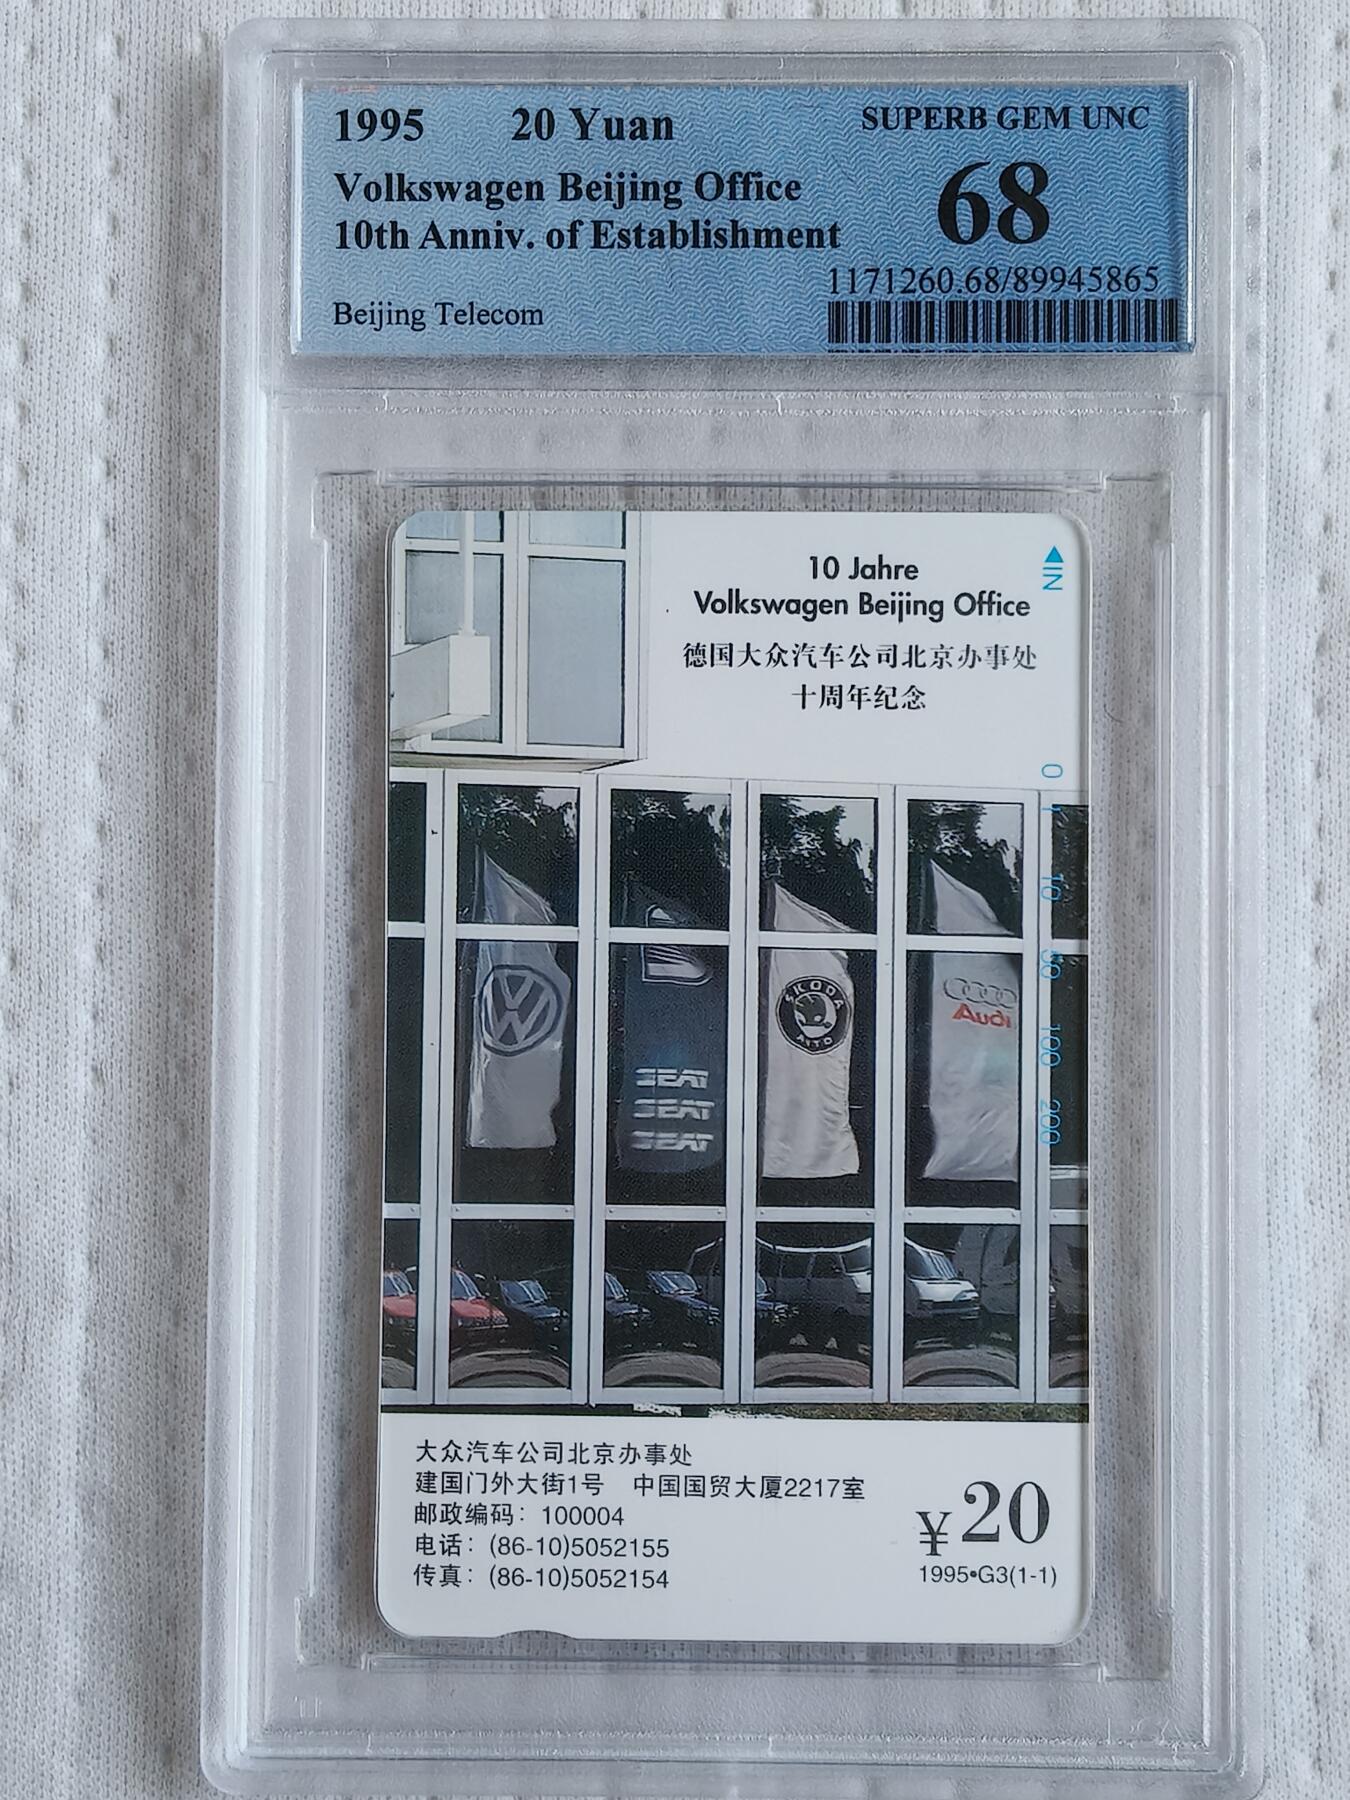 1995 20 Yuan
SUPERB GEM UNC
Volkswagen Beijing Office
68
10th Anniv. of Establishment
1171260.68/89945865
Beijing Telecom
10 Jahre
Volkswagen Beijing Office
德国大众汽车公司北京办事处
十周年纪念
IN
0
1
10
50
100
200
VW
SEAT
SEAT
SEAT
SKODA
AUTO
Audi
大众汽车公司北京办事处
建国门外大街1号 中国国贸大厦2217室
邮政编码：100004
电话：(86-10)5052155
传真：(86-10)5052154
¥20
1995•G3(1-1)